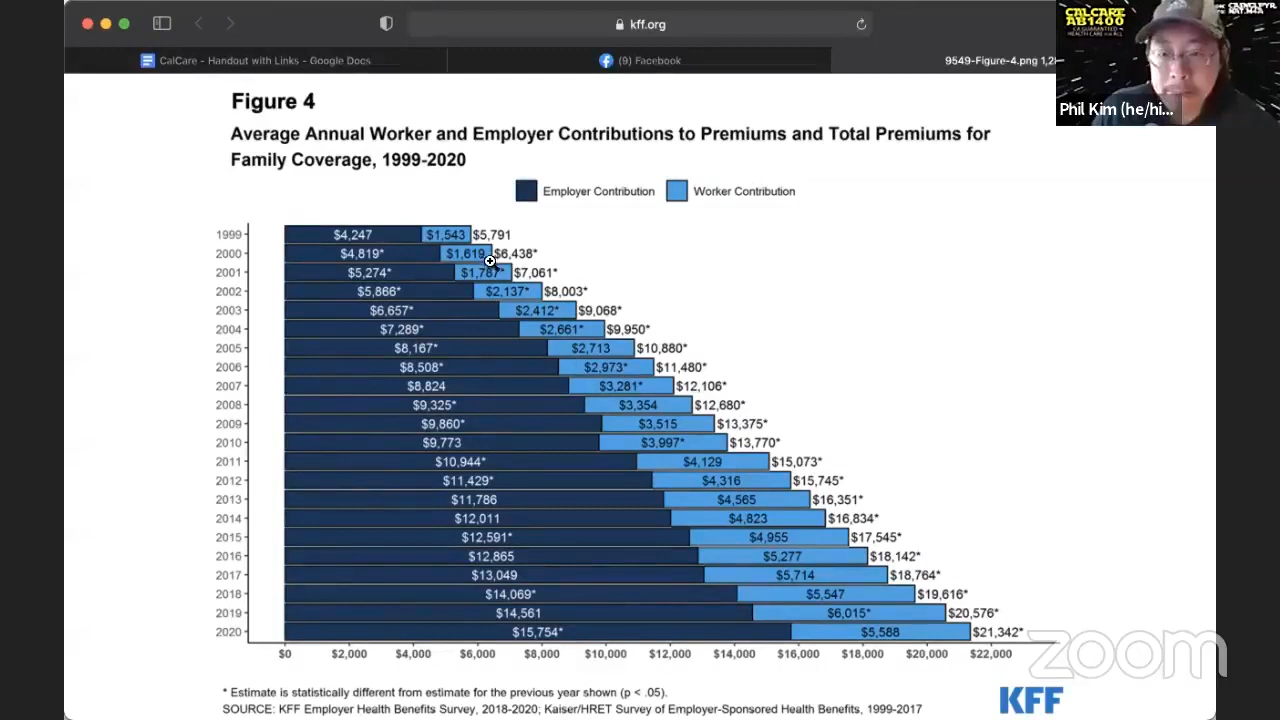 kff.org
CalCare - Handout with Links - Google Docs
(9) Facebook
9549-Figure-4.png
CALCARE
AB1400
Phil Kim (he/hi...
Figure 4
Average Annual Worker and Employer Contributions to Premiums and Total Premiums for
Family Coverage, 1999-2020
Employer Contribution Worker Contribution
1999 $4,247 $1,543 $5,791
2000 $4,819* $1,619 $6,438*
2001 $5,274* $1,787* $7,061*
2002 $5,866* $2,137* $8,003*
2003 $6,657* $2,412* $9,068*
2004 $7,289* $2,661* $9,950*
2005 $8,167* $2,713 $10,880*
2006 $8,508* $2,973* $11,480*
2007 $8,824 $3,281* $12,106*
2008 $9,325* $3,354 $12,680*
2009 $9,860* $3,515 $13,375*
2010 $9,773 $3,997* $13,770*
2011 $10,944* $4,129 $15,073*
2012 $11,429* $4,316 $15,745*
2013 $11,786 $4,565 $16,351*
2014 $12,011 $4,823 $16,834*
2015 $12,591* $4,955 $17,545*
2016 $12,865 $5,277 $18,142*
2017 $13,049 $5,714 $18,764*
2018 $14,069* $5,547 $19,616*
2019 $14,561 $6,015* $20,576*
2020 $15,754* $5,588 $21,342*
$0 $2,000 $4,000 $6,000 $8,000 $10,000 $12,000 $14,000 $16,000 $18,000 $20,000 $22,000
zoom
* Estimate is statistically different from estimate for the previous year shown (p < .05).
SOURCE: KFF Employer Health Benefits Survey, 2018-2020; Kaiser/HRET Survey of Employer-Sponsored Health Benefits, 1999-2017
KFF